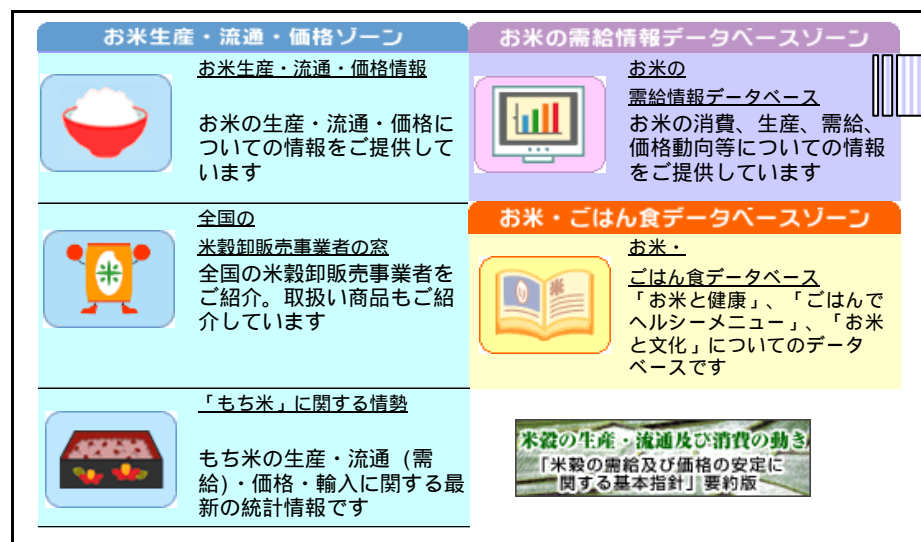 お米生産・流通・価格ゾーン
お米生産・流通・価格情報
お米の生産・流通・価格に
ついての情報をご提供して
います
全国の
米穀卸販売事業者の窓
全国の米穀卸販売事業者を
ご紹介。取扱い商品もご紹
介しています
米
「もち米」に関する情勢
もち米の生産・流通（需
給）・価格・輸入に関する最
新の統計情報です
お米の需給情報データベースゾーン
お米の
需給情報データベース
お米の消費、生産、需給、
価格動向等についての情報
をご提供しています
お米・ごはん食データベースゾーン
お米・
ごはん食データベース
「お米と健康」、「ごはんで
ヘルシーメニュー」、「お米
と文化」についてのデータ
ベースです
米
米穀の生産・流通及び消費の動き
「米穀の需給及び価格の安定に
関する基本指針」要約版